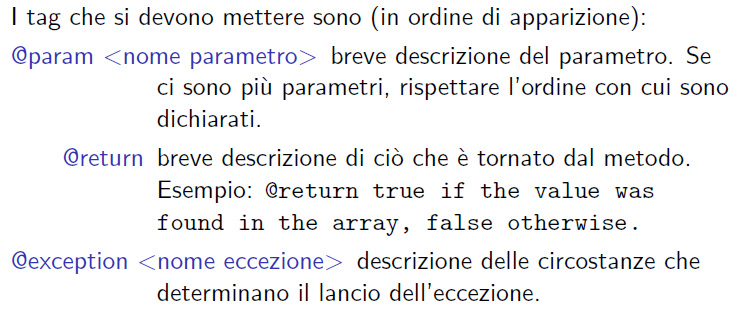 I tag che si devono mettere sono (in ordine di apparizione):
@param <nome parametro> breve descrizione del parametro. Se
ci sono più parametri, rispettare l'ordine con cui sono
dichiarati.
@return breve descrizione di ciò che è tornato dal metodo.
Esempio: @return true if the value was
found in the array, false otherwise.
@exception <nome eccezione> descrizione delle circostanze che
determinano il lancio dell'eccezione.